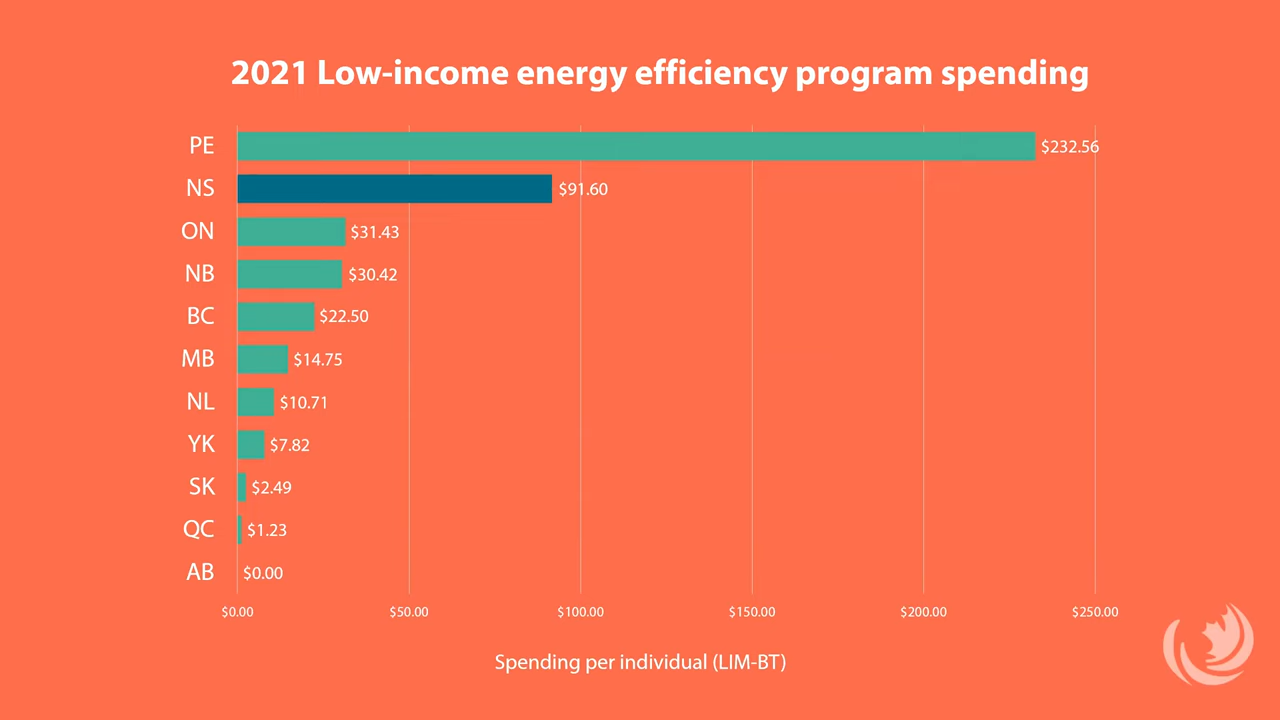 2021 Low-income energy efficiency program spending
PE $232.56
NS $91.60
ON $31.43
NB $30.42
BC $22.50
MB $14.75
NL $10.71
YK $7.82
SK $2.49
QC $1.23
AB $0.00
$0.00 $50.00 $100.00 $150.00 $200.00 $250.00
Spending per individual (LIM-BT)